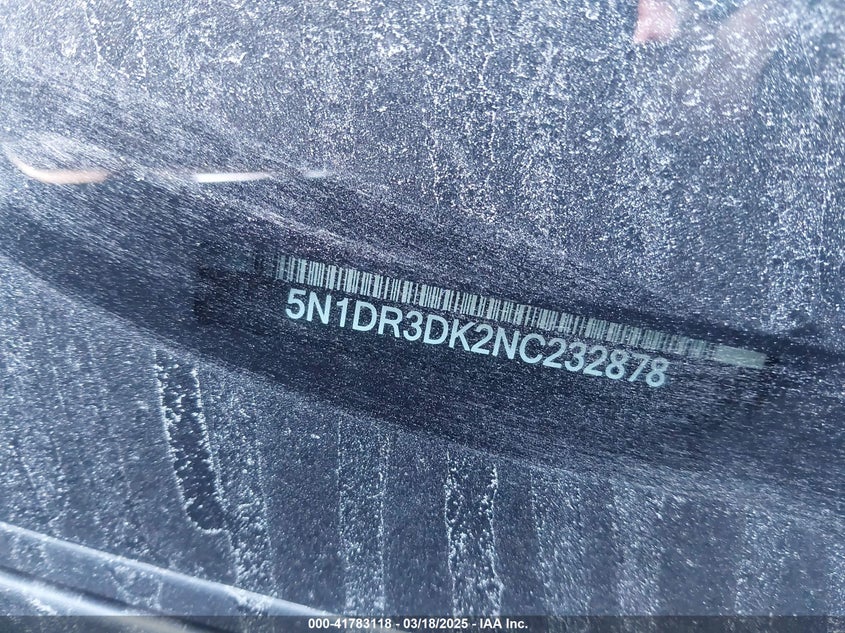 5N1DR3DK2NC232878
000-41783118 - 03/18/2025 - IAA Inc.